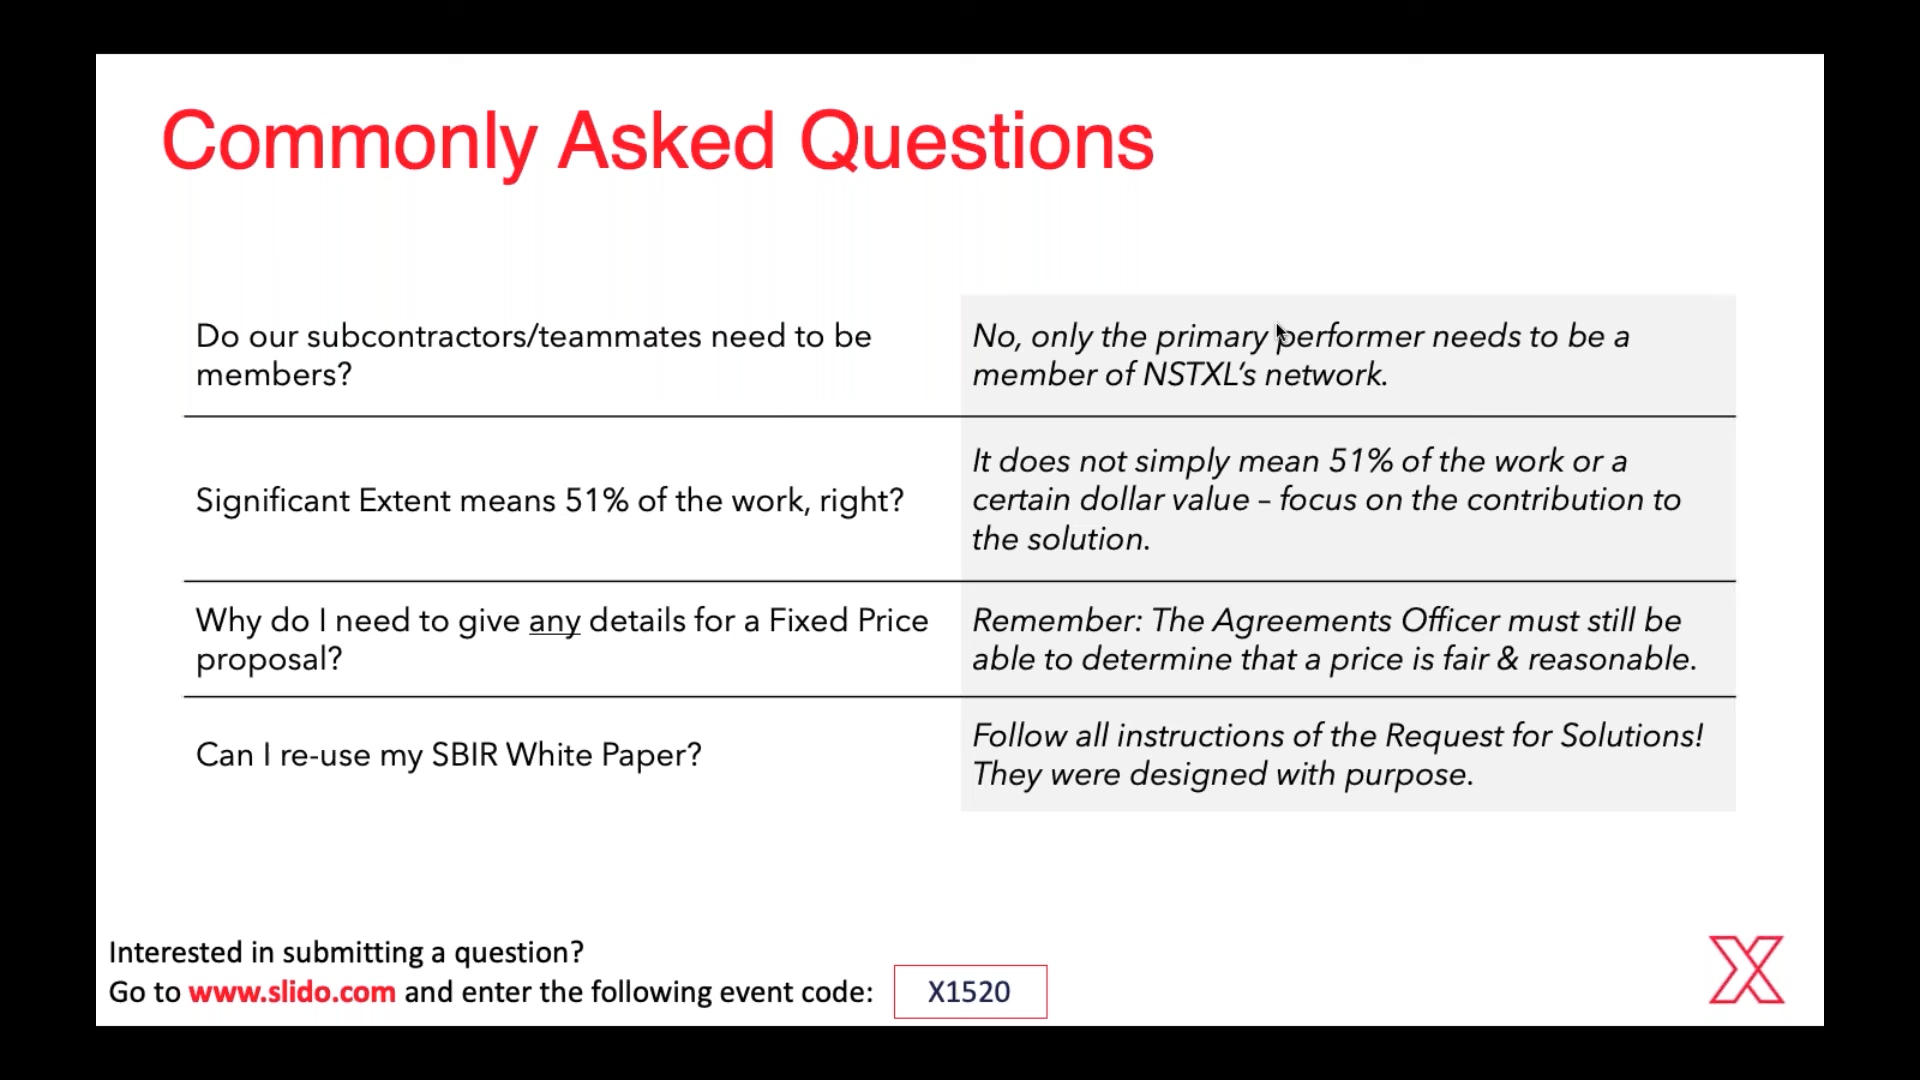 Commonly Asked Questions
Do our subcontractors/teammates need to be
members?
No, only the primary performer needs to be a
member of NSTXL’s network.
Significant Extent means 51% of the work, right?
It does not simply mean 51% of the work or a
certain dollar value – focus on the contribution to
the solution.
Why do I need to give any details for a Fixed Price
proposal?
Remember: The Agreements Officer must still be
able to determine that a price is fair & reasonable.
Can I re-use my SBIR White Paper?
Follow all instructions of the Request for Solutions!
They were designed with purpose.
Interested in submitting a question?
Go to www.slido.com and enter the following event code:
X1520